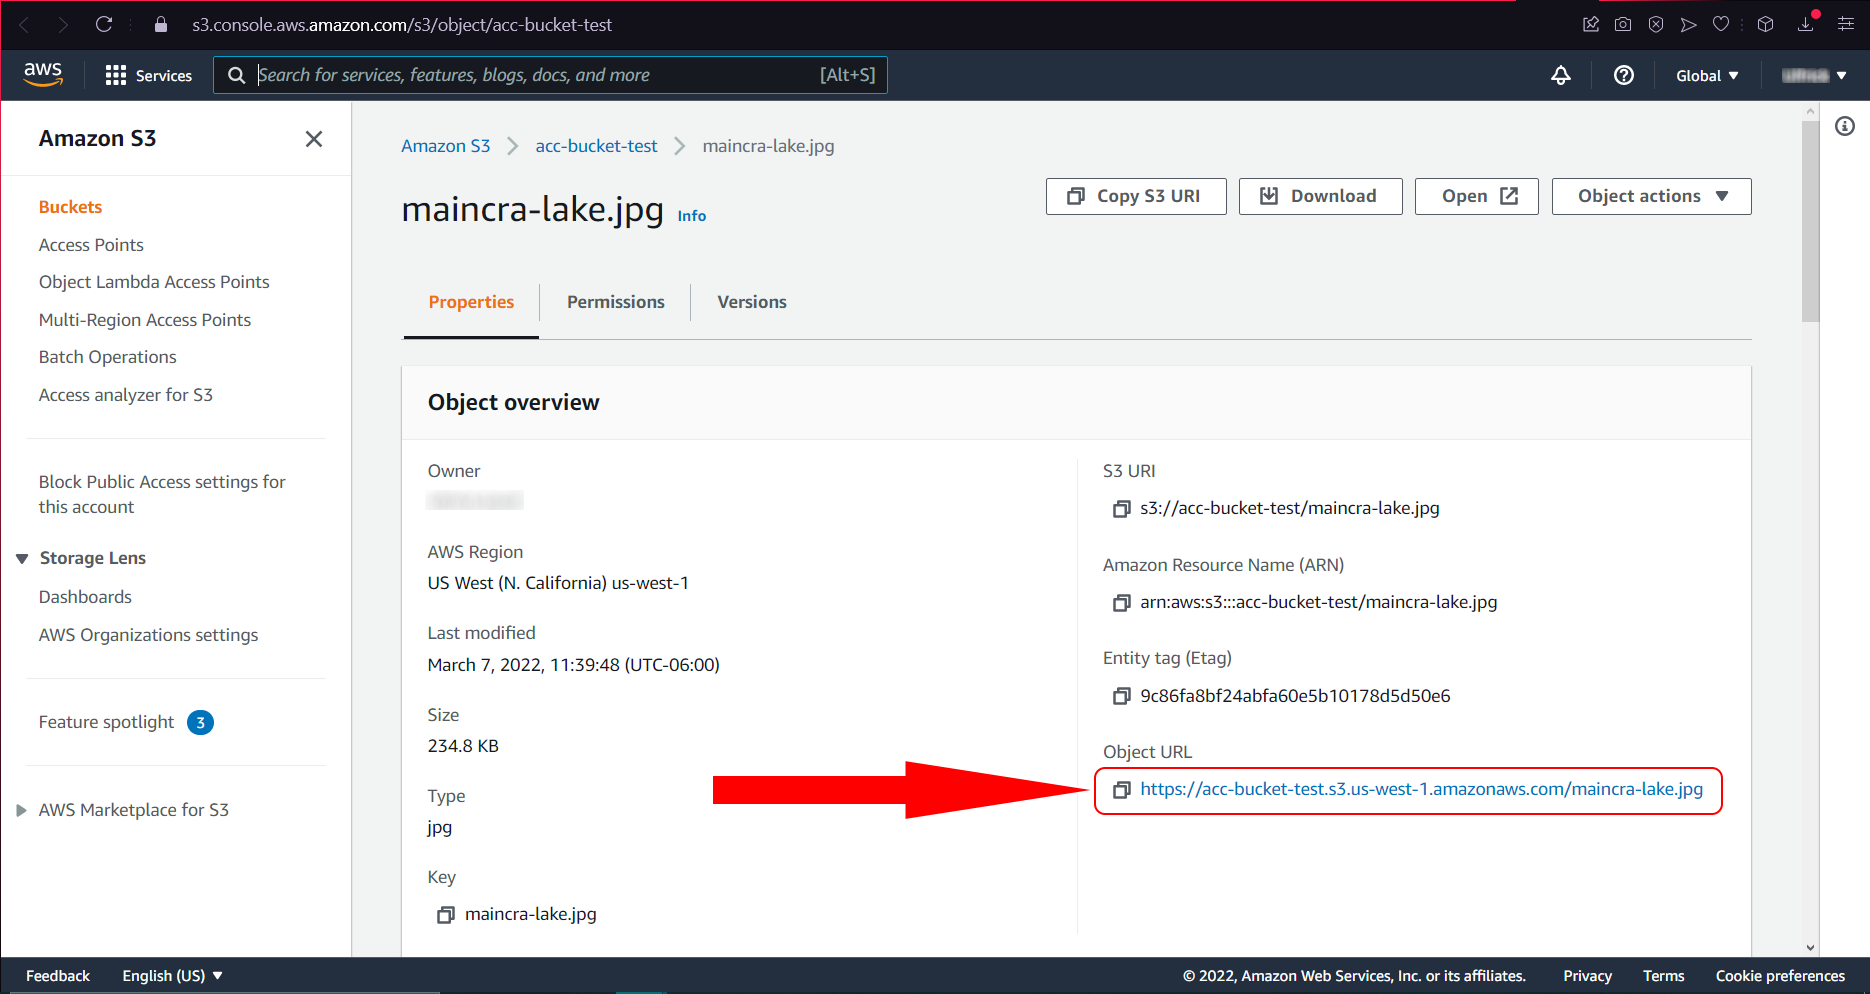 s3.console.aws.amazon.com/s3/object/acc-bucket-test
aws
Services
Search for services, features, blogs, docs, and more
[Alt+S]
Global
Amazon S3
Buckets
Access Points
Object Lambda Access Points
Multi-Region Access Points
Batch Operations
Access analyzer for S3
Block Public Access settings for
this account
Storage Lens
Dashboards
AWS Organizations settings
Feature spotlight 3
AWS Marketplace for S3
Amazon S3 > acc-bucket-test > maincra-lake.jpg
maincra-lake.jpg Info
Copy S3 URI
Download
Open
Object actions
Properties
Permissions
Versions
Object overview
Owner
AWS Region
US West (N. California) us-west-1
Last modified
March 7, 2022, 11:39:48 (UTC-06:00)
Size
234.8 KB
Type
jpg
Key
maincra-lake.jpg
S3 URI
s3://acc-bucket-test/maincra-lake.jpg
Amazon Resource Name (ARN)
arn:aws:s3:::acc-bucket-test/maincra-lake.jpg
Entity tag (Etag)
9c86fa8bf24abfa60e5b10178d5d50e6
Object URL
https://acc-bucket-test.s3.us-west-1.amazonaws.com/maincra-lake.jpg
Feedback
English (US)
© 2022, Amazon Web Services, Inc. or its affiliates.
Privacy
Terms
Cookie preferences